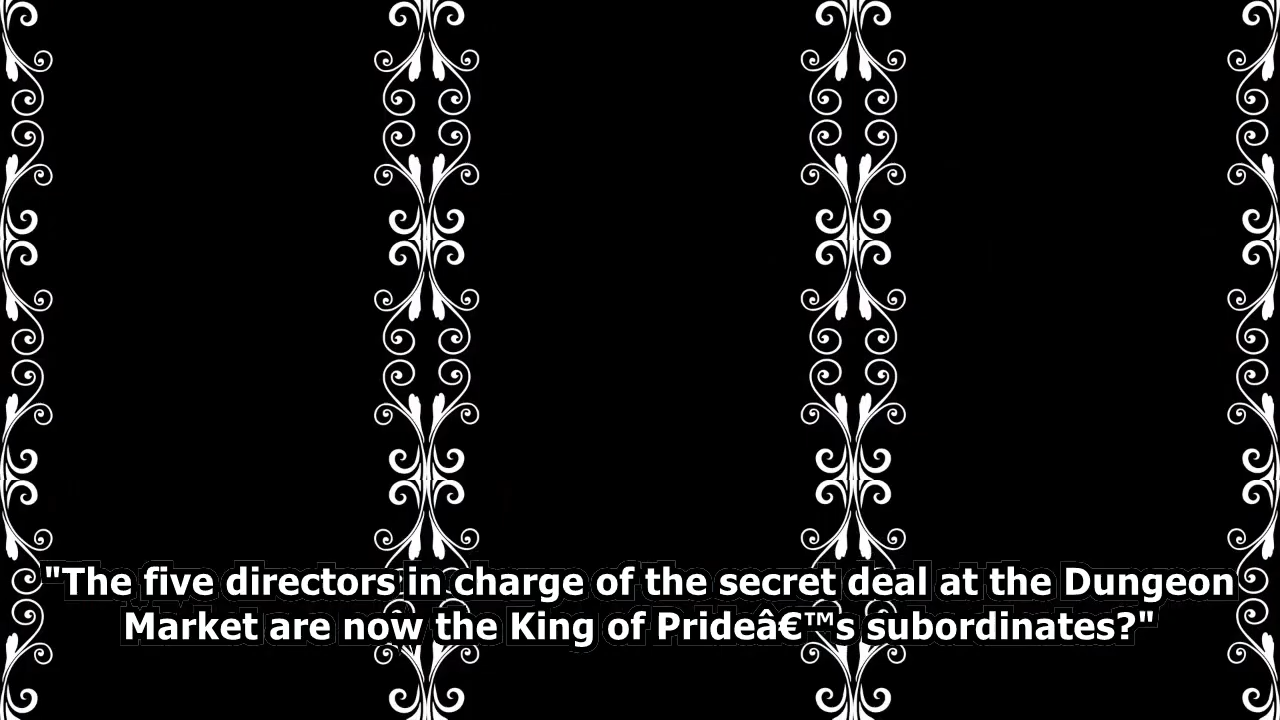 "The five directors in charge of the secret deal at the Dungeon
Market are now the King of Prideâ€™s subordinates?"